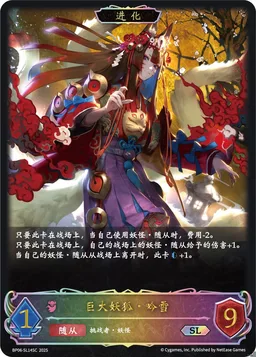 进化
只要此卡在战场上，当自己使用妖怪·随从时，费用-2。
只要此卡在战场上，自己的战场上的妖怪·随从给予的伤害+1。
当自己的妖怪·随从从战场上离开时，此卡+1。
巨大妖狐·吟雪
1
随从
挑战者·妖怪
SL
9
BP06-SL14SC 2025
© Cygames, Inc. Published by NetEase Games